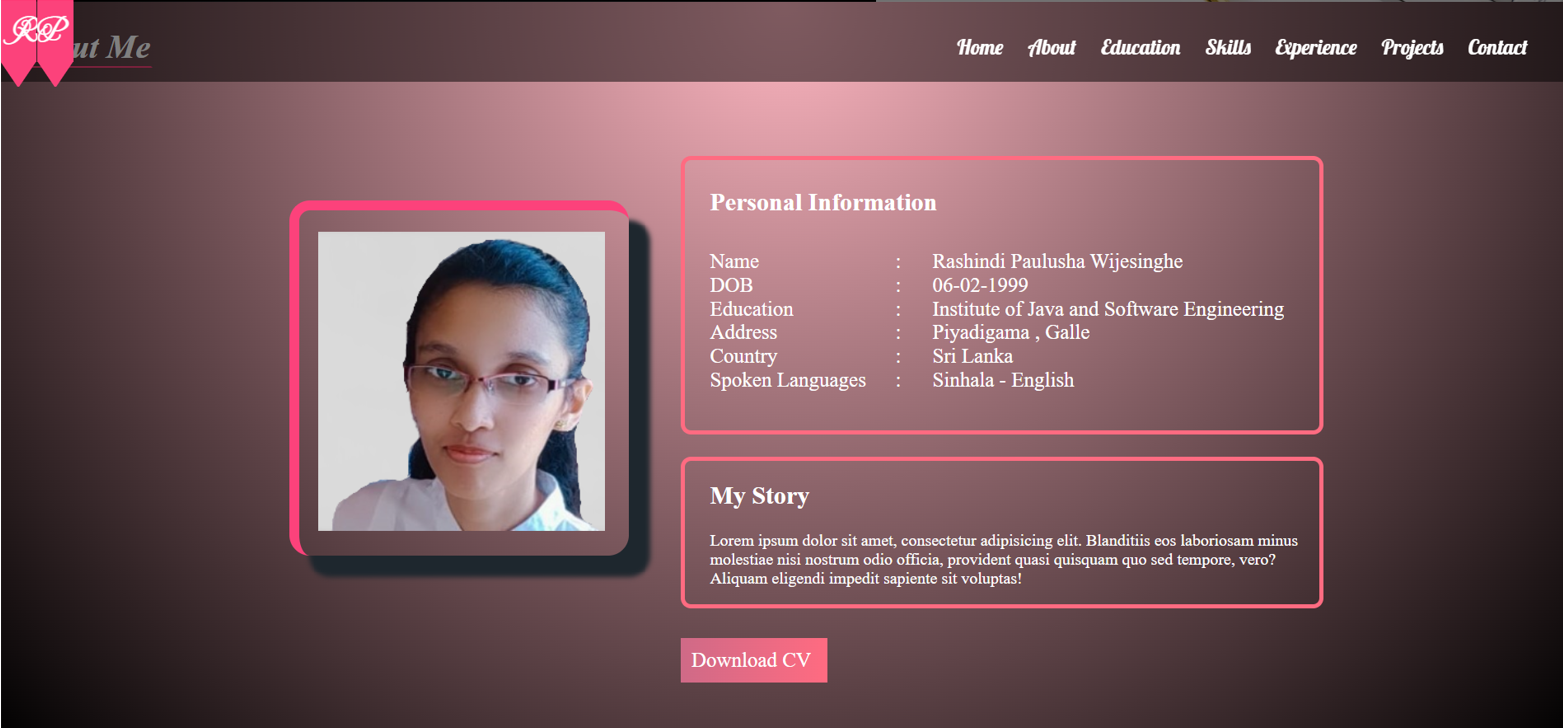 RP
ut Me
Home About Education Skills Experience Projects Contact
Personal Information
Name : Rashindi Paulusha Wijesinghe
DOB : 06-02-1999
Education : Institute of Java and Software Engineering
Address : Piyadigama , Galle
Country : Sri Lanka
Spoken Languages : Sinhala - English
My Story
Lorem ipsum dolor sit amet, consectetur adipisicing elit. Blanditiis eos laboriosam minus
molestiae nisi nostrum odio officia, provident quasi quisquam quo sed tempore, vero?
Aliquam eligendi impedit sapiente sit voluptas!
Download CV